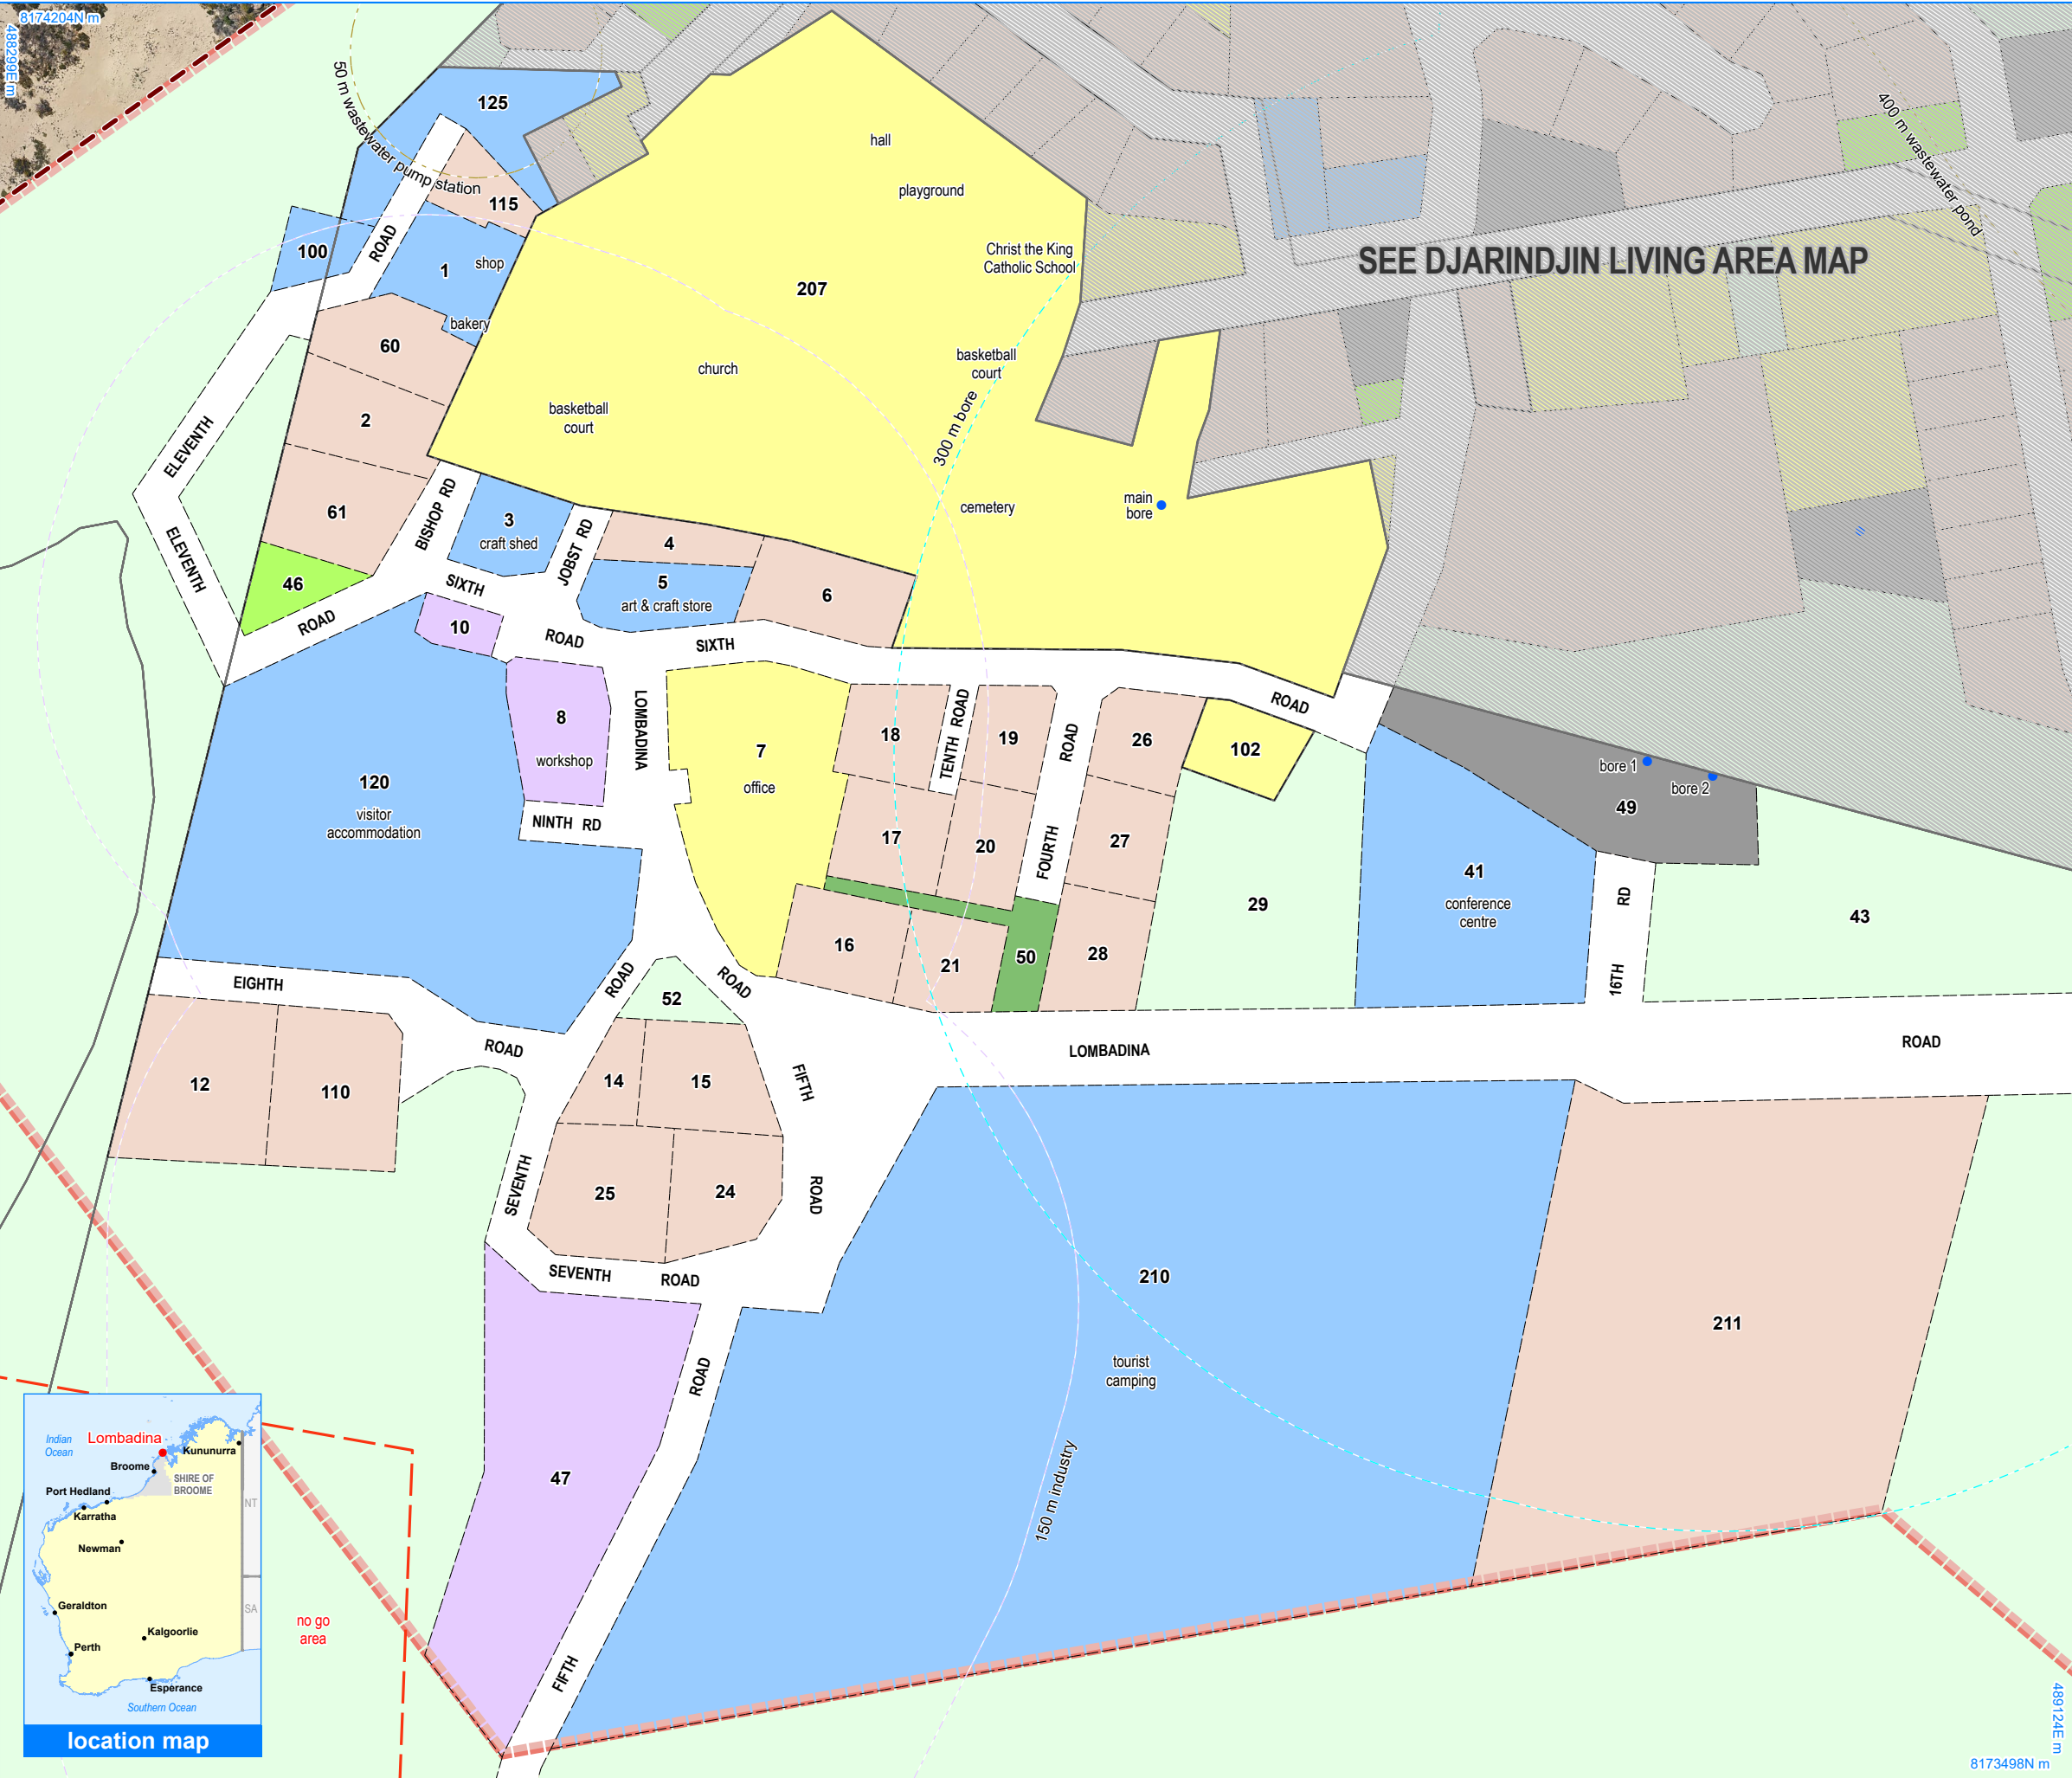 8174204N m
488299E m
50 m wastewater pump station
125
115
100
ROAD
1
shop
bakery
60
2
61
46
ELEVENTH
ELEVENTH
ROAD
BISHOP RD
hall
playground
Christ the King
Catholic School
207
church
basketball
court
basketball
court
300 m bore
cemetery
main
bore
SEE DJARINDJIN LIVING AREA MAP
400 m wastewater pond
3
craft shed
JOBST RD
4
5
art & craft store
6
SIXTH
ROAD
SIXTH
ROAD
10
8
workshop
LOMBADINA
NINTH RD
120
visitor
accommodation
7
office
18
TENTH ROAD
19
ROAD
FOURTH
26
102
17
20
27
16
21
50
28
29
41
conference
centre
bore 1
bore 2
49
RD
16TH
43
EIGHTH
ROAD
ROAD
ROAD
52
12
110
14
15
25
24
FIFTH
ROAD
LOMBADINA
ROAD
SEVENTH
SEVENTH
ROAD
47
ROAD
FIFTH
210
tourist
camping
150 m industry
211
no go
area
Indian
Ocean
Lombadina
Kununurra
Broome
SHIRE OF
BROOME
Port Hedland
Karratha
Newman
NT
Geraldton
Kalgoorlie
SA
Perth
Esperance
Southern Ocean
location map
489124E m
8173498N m